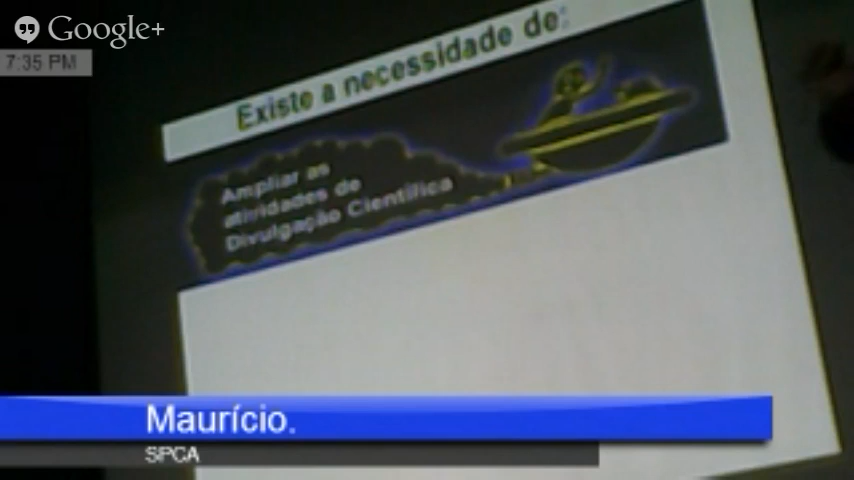 Google+
7:35 PM
Existe a necessidade de:
Ampliar as
atividades de
Divulgação Científica
Maurício.
SPCA